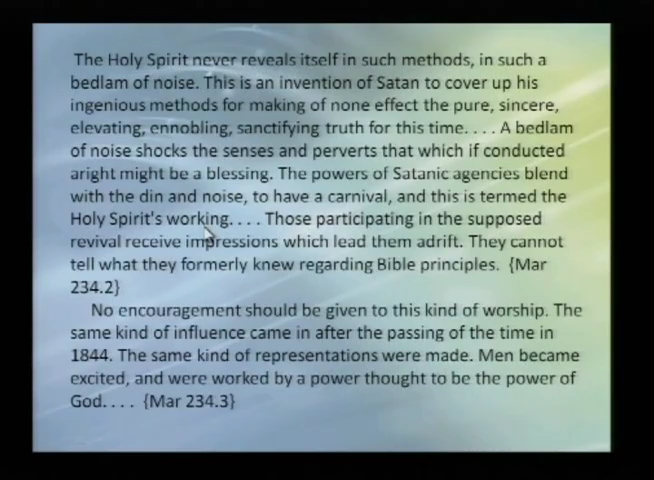 The Holy Spirit never reveals itself in such methods, in such a
bedlam of noise. This is an invention of Satan to cover up his
ingenious methods for making of none effect the pure, sincere,
elevating, ennobling, sanctifying truth for this time. . . . A bedlam
of noise shocks the senses and perverts that which if conducted
aright might be a blessing. The powers of Satanic agencies blend
with the din and noise, to have a carnival, and this is termed the
Holy Spirit's working. . . . Those participating in the supposed
revival receive impressions which lead them adrift. They cannot
tell what they formerly knew regarding Bible principles. {Mar
234.2}
No encouragement should be given to this kind of worship. The
same kind of influence came in after the passing of the time in
1844. The same kind of representations were made. Men became
excited, and were worked by a power thought to be the power of
God. . . . {Mar 234.3}